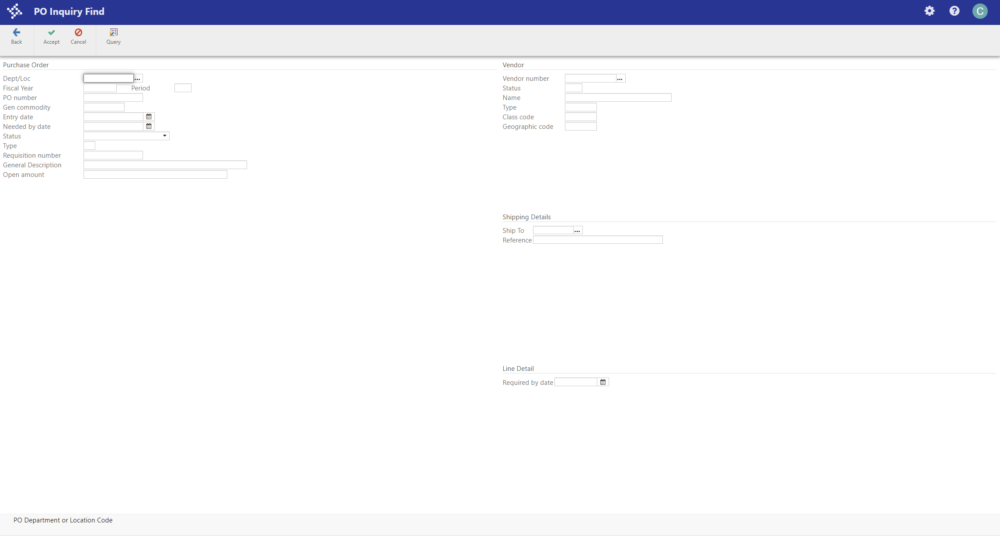 PO Inquiry Find
C
Back
Accept
Cancel
Query
Purchase Order
Dept/Loc
...
Fiscal Year Period
PO number
Gen commodity
Entry date
Needed by date
Status
Type
Requisition number
General Description
Open amount
Vendor
Vendor number
...
Status
Name
Type
Class code
Geographic code
Shipping Details
Ship To
...
Reference
Line Detail
Required by date
PO Department or Location Code